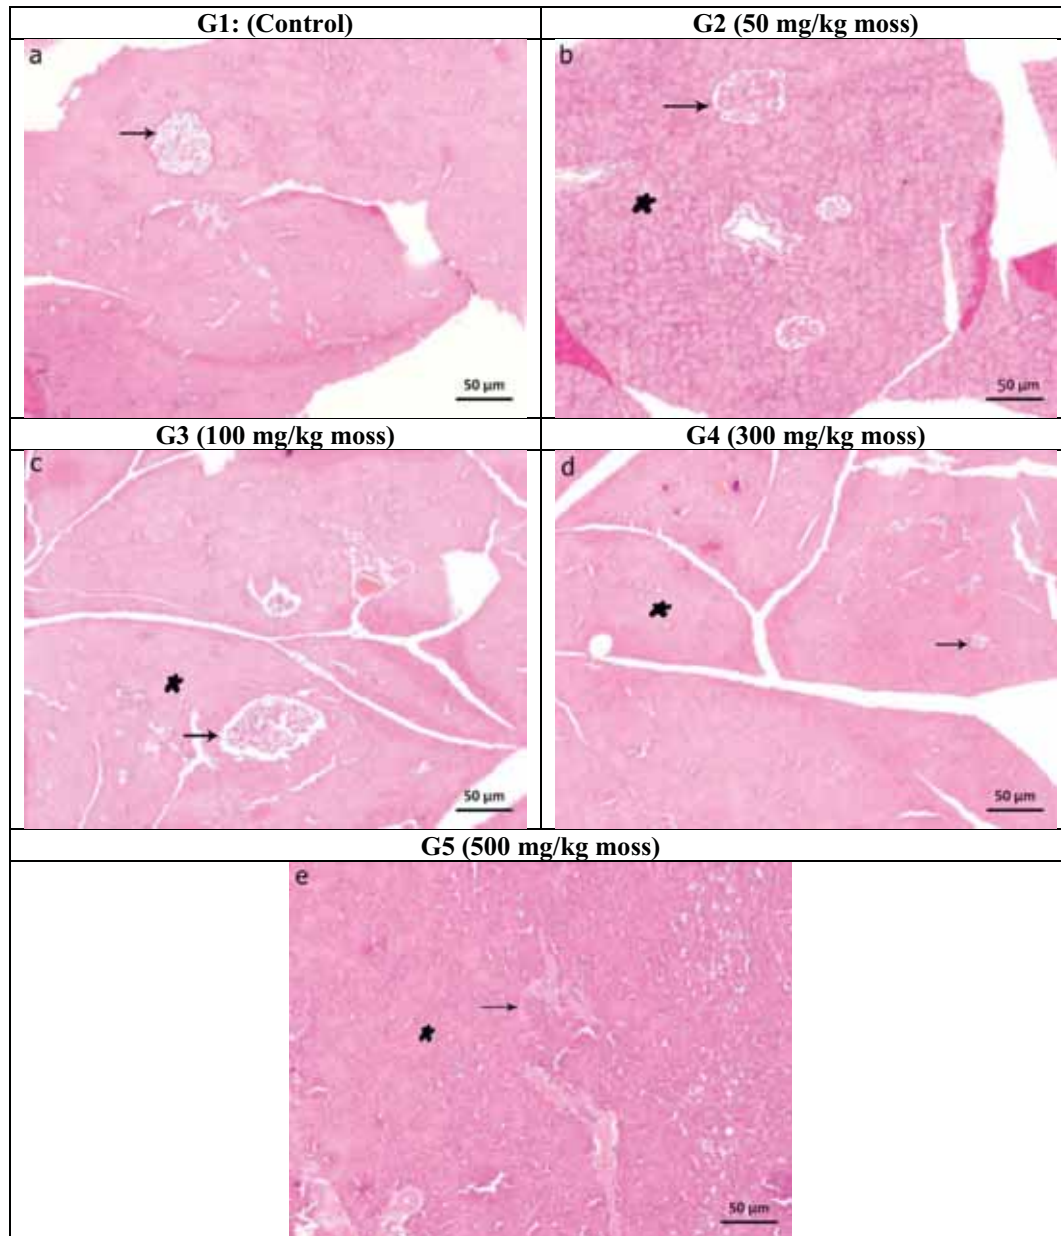 G1: (Control)
G2 (50 mg/kg moss)
a
b
50 µm
50 µm
G3 (100 mg/kg moss)
G4 (300 mg/kg moss)
c
d
50 µm
50 µm
G5 (500 mg/kg moss)
e
50 µm